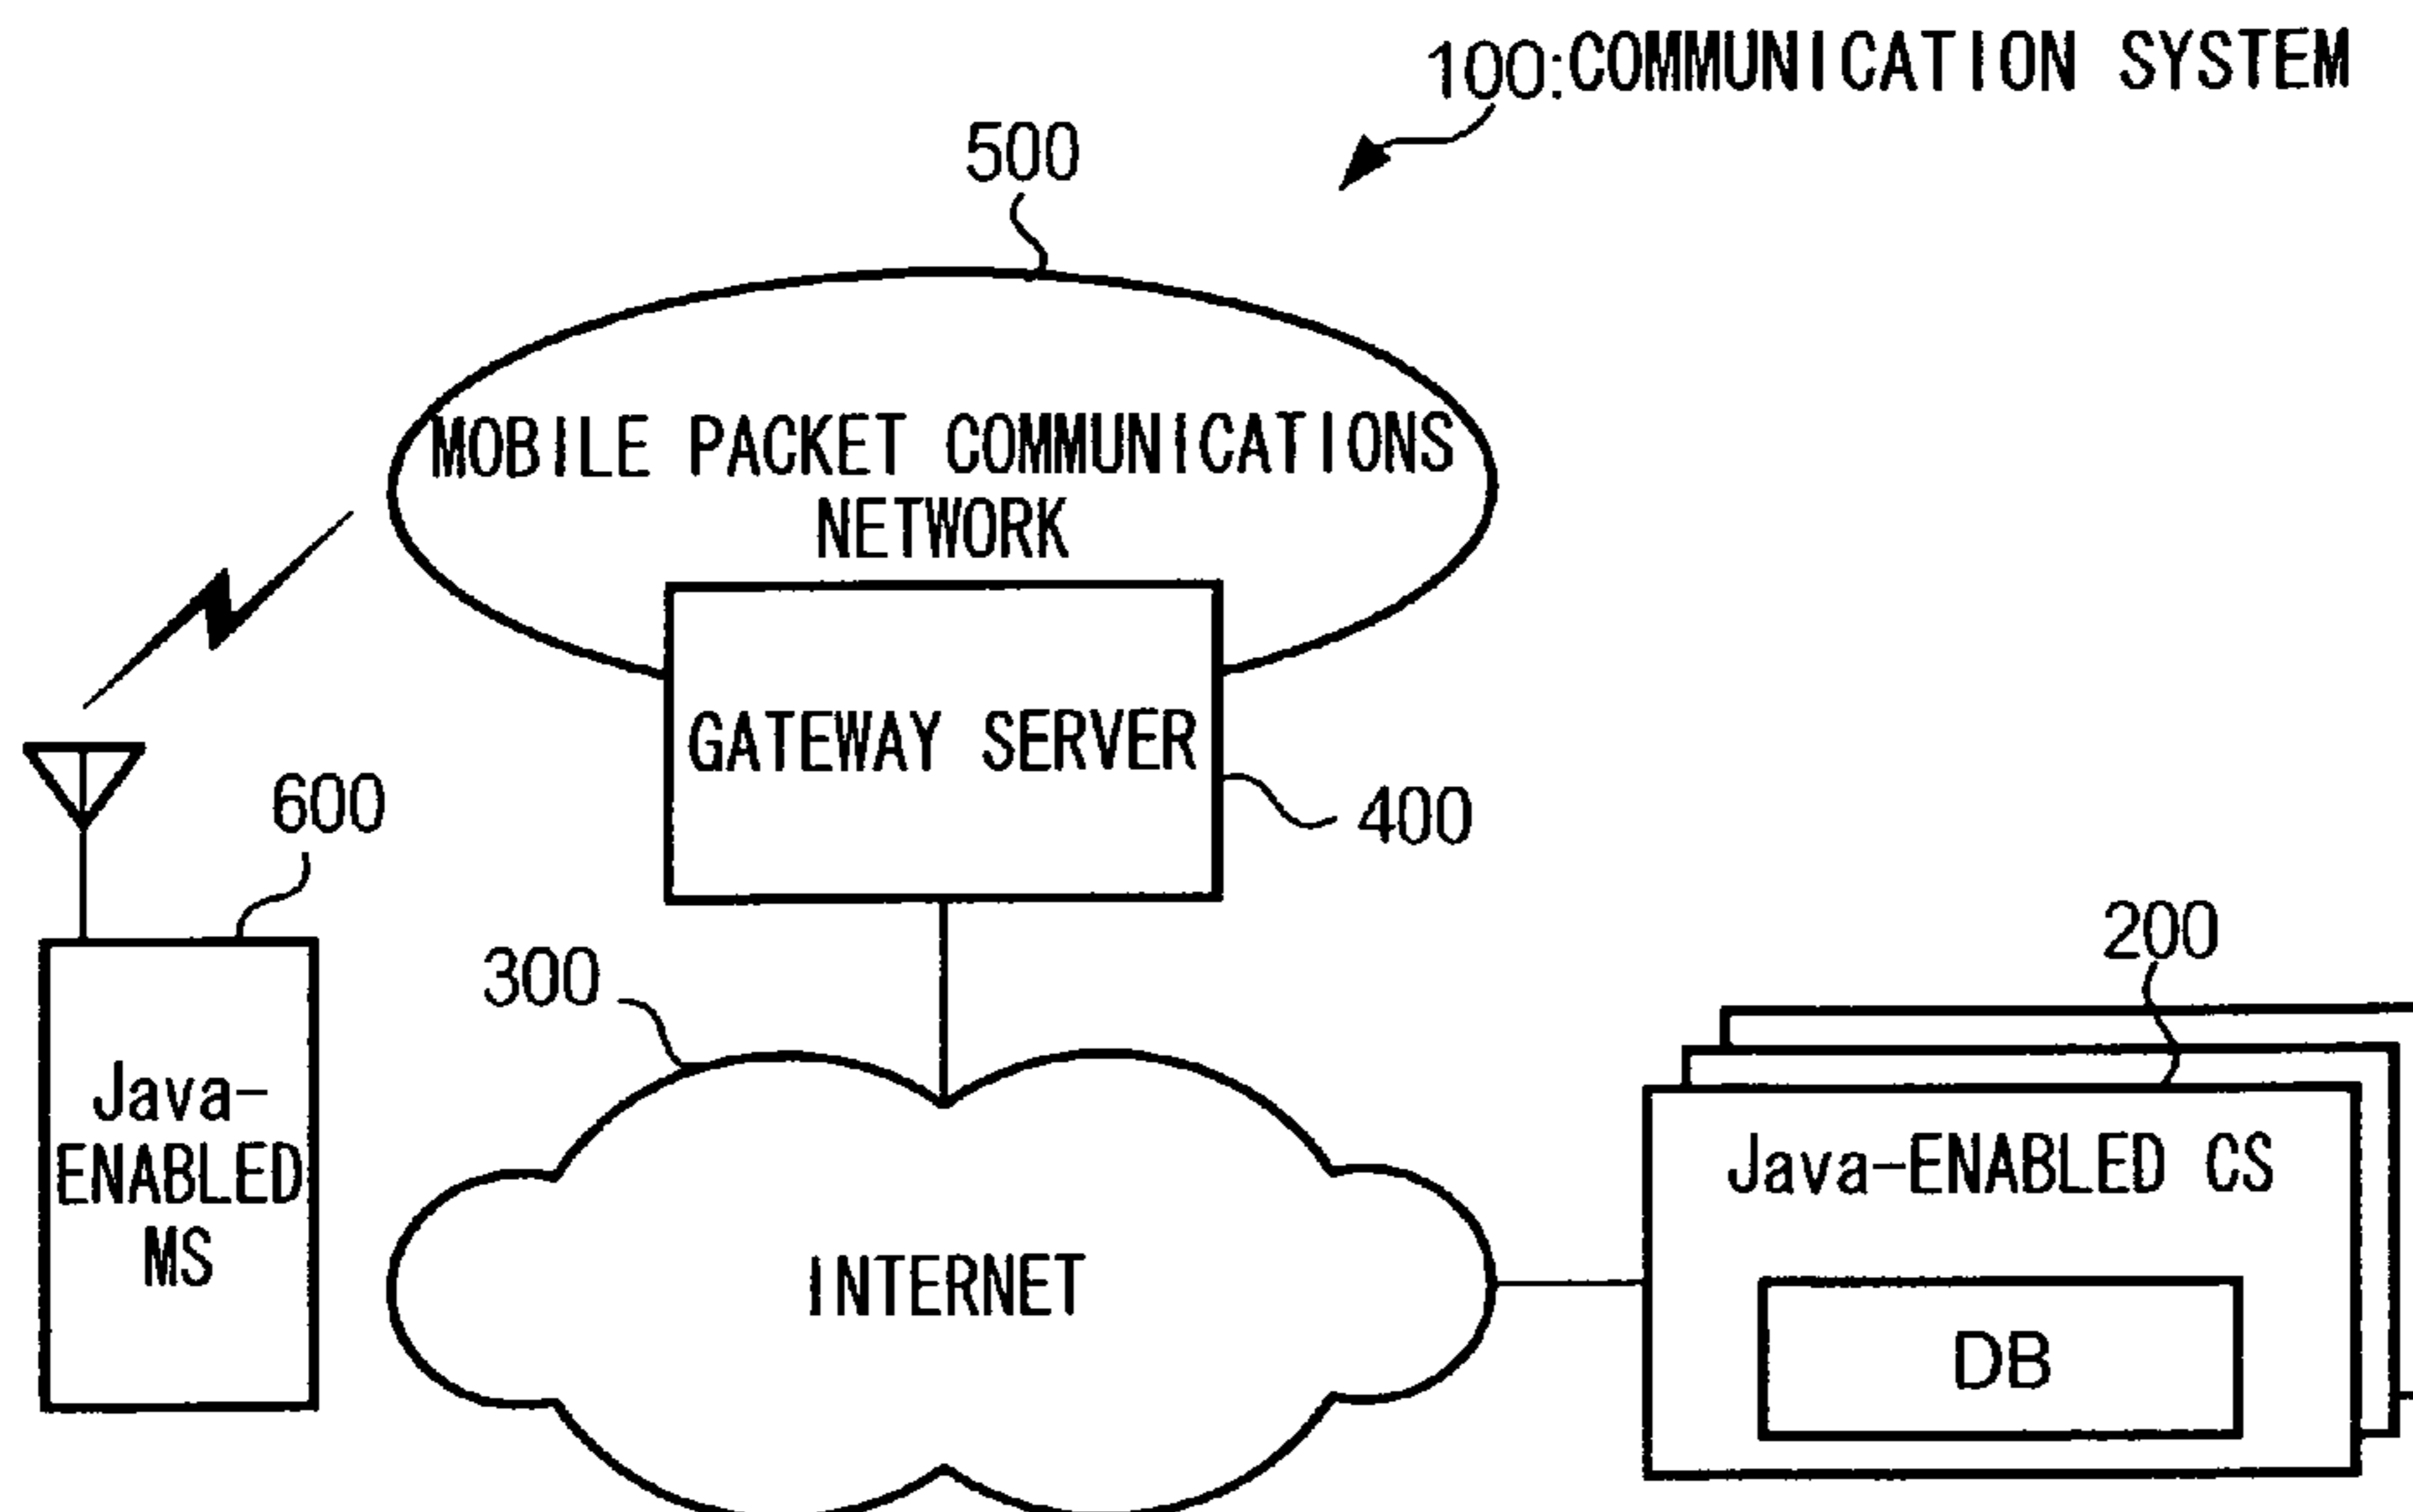 100:COMMUNICATION SYSTEM
500
MOBILE PACKET COMMUNICATIONS
NETWORK
GATEWAY SERVER
400
600
Java-
ENABLED
MS
300
INTERNET
200
Java-ENABLED CS
DB